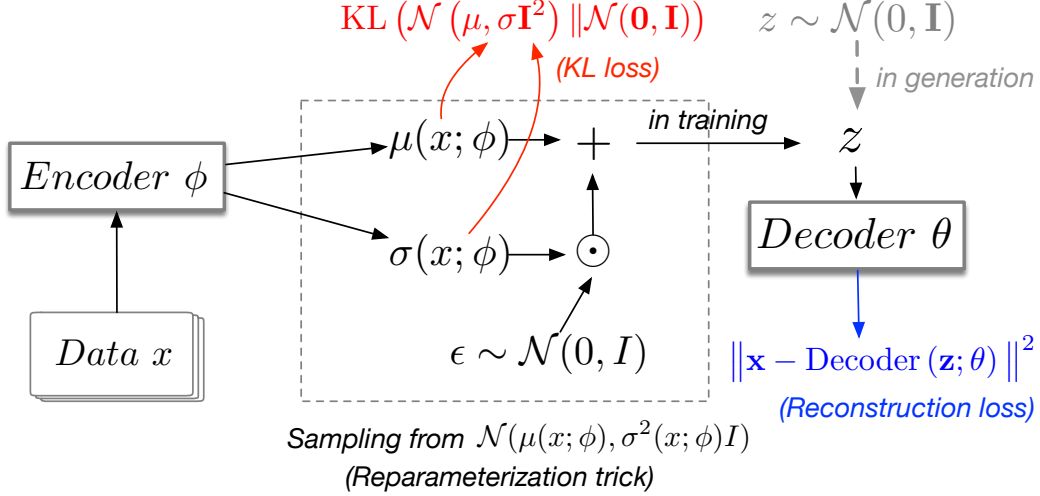 KL (𝒩 (μ, σ𝐈²) ‖𝒩(𝟎, 𝐈))
z ∼ 𝒩(0, 𝐈)
(KL loss)
in generation
μ(x; ϕ)
+
in training
z
Encoder ϕ
σ(x; ϕ)
⊙
Decoder θ
Data x
ϵ ∼ 𝒩(0, I)
‖𝐱 − Decoder (𝐳; θ) ‖²
(Reconstruction loss)
Sampling from 𝒩(μ(x; ϕ), σ²(x; ϕ)I)
(Reparameterization trick)